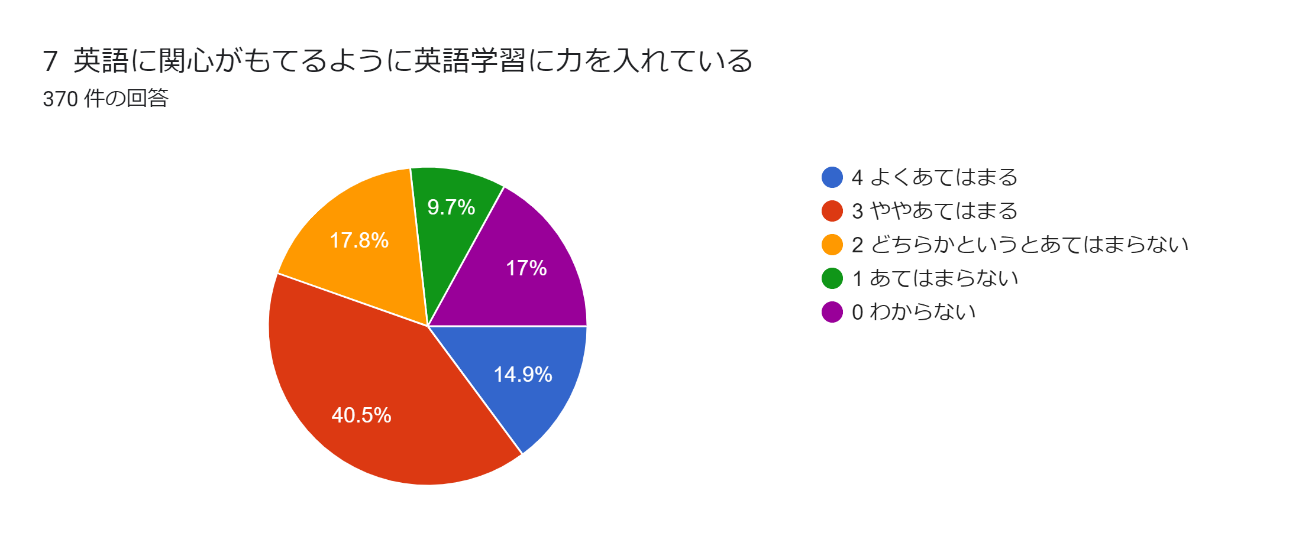 7 英語に関心がもてるように英語学習に力を入れている
370 件の回答
4 よくあてはまる
3 ややあてはまる
2 どちらかというとあてはまらない
1 あてはまらない
0 わからない
9.7%
17.8%
17%
14.9%
40.5%